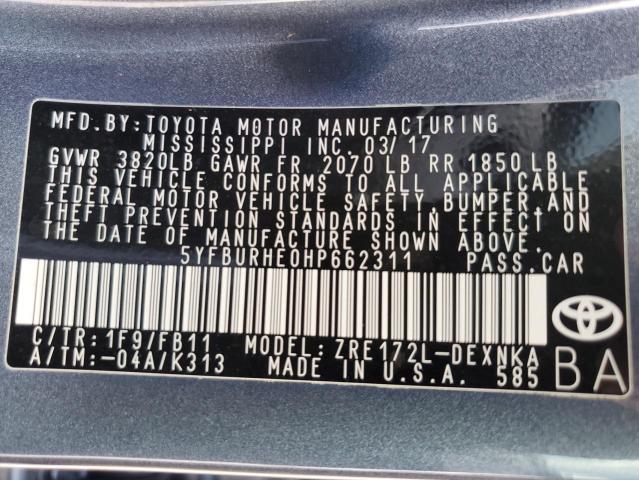 MFD.BY:TOYOTA MOTOR MANUFACTURING
MISSISSIPPI INC. 03/17
GVWR 3820LB GAWR FR 2070 LB RR 1850 LB
THIS VEHICLE CONFORMS TO ALL APPLICABLE
FEDERAL MOTOR VEHICLE SAFETY BUMPER,AND
THEFT PREVENTION STANDARDS IN EFFECT ON
THE DATE OF MANUFACTURE SHOWN ABOVE.
5YFBURHE0HP662311 PASS.CAR
C/TR:1F9/FB11 MODEL:ZRE172L-DEXNKA
A/TM:-04A/K313 MADE IN U.S.A. 585
BA